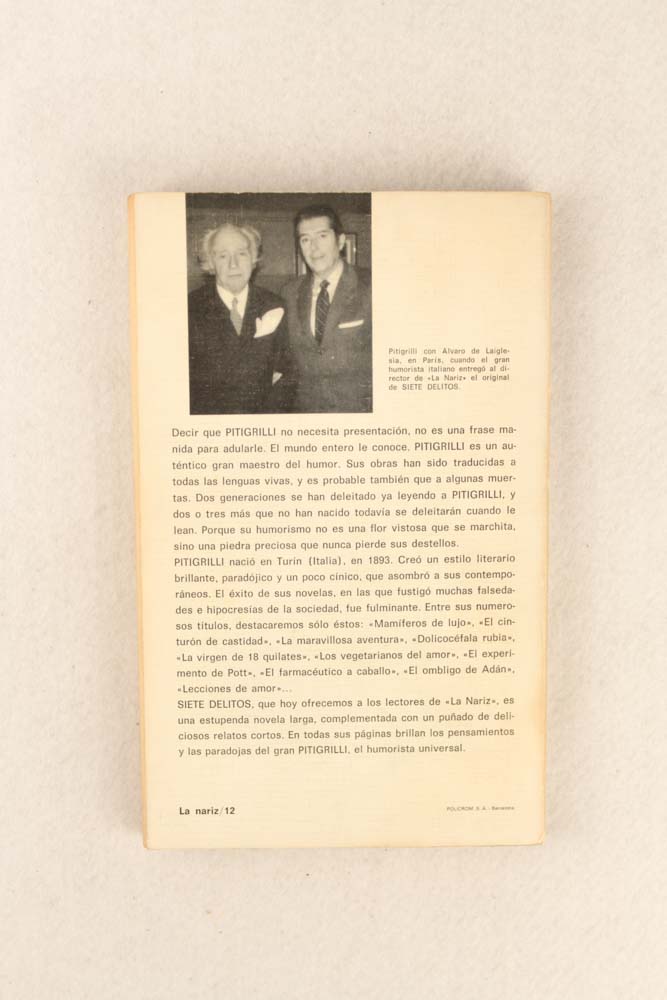 Pitigrilli con Alvaro de Laigle-
sia, en París, cuando el gran
humorista italiano entregó al di-
rector de «La Nariz» el original
de SIETE DELITOS.
Decir que PITIGRILLI no necesita presentación, no es una frase ma-
nida para adularle. El mundo entero le conoce. PITIGRILLI es un au-
téntico gran maestro del humor. Sus obras han sido traducidas a
todas las lenguas vivas, y es probable también que a algunas muer-
tas. Dos generaciones se han deleitado ya leyendo a PITIGRILLI, y
dos o tres más que no han nacido todavía se deleitarán cuando le
lean. Porque su humorismo no es una flor vistosa que se marchita,
sino una piedra preciosa que nunca pierde sus destellos.
PITIGRILLI nació en Turín (Italia), en 1893. Creó un estilo literario
brillante, paradójico y un poco cínico, que asombró a sus contempo-
ráneos. El éxito de sus novelas, en las que fustigó muchas falseda-
des e hipocresías de la sociedad, fue fulminante. Entre sus numero-
sos títulos, destacaremos sólo éstos: «Mamíferos de lujo», «El cin-
turón de castidad», «La maravillosa aventura», «Dolicocéfala rubia»,
«La virgen de 18 quilates», «Los vegetarianos del amor», «El experi-
mento de Pott», «El farmacéutico a caballo», «El ombligo de Adán»,
«Lecciones de amor»...
SIETE DELITOS, que hoy ofrecemos a los lectores de «La Nariz», es
una estupenda novela larga, complementada con un puñado de deli-
ciosos relatos cortos. En todas sus páginas brillan los pensamientos
y las paradojas del gran PITIGRILLI, el humorista universal.
La nariz/12
POLICROM, S. A. - Barcelona